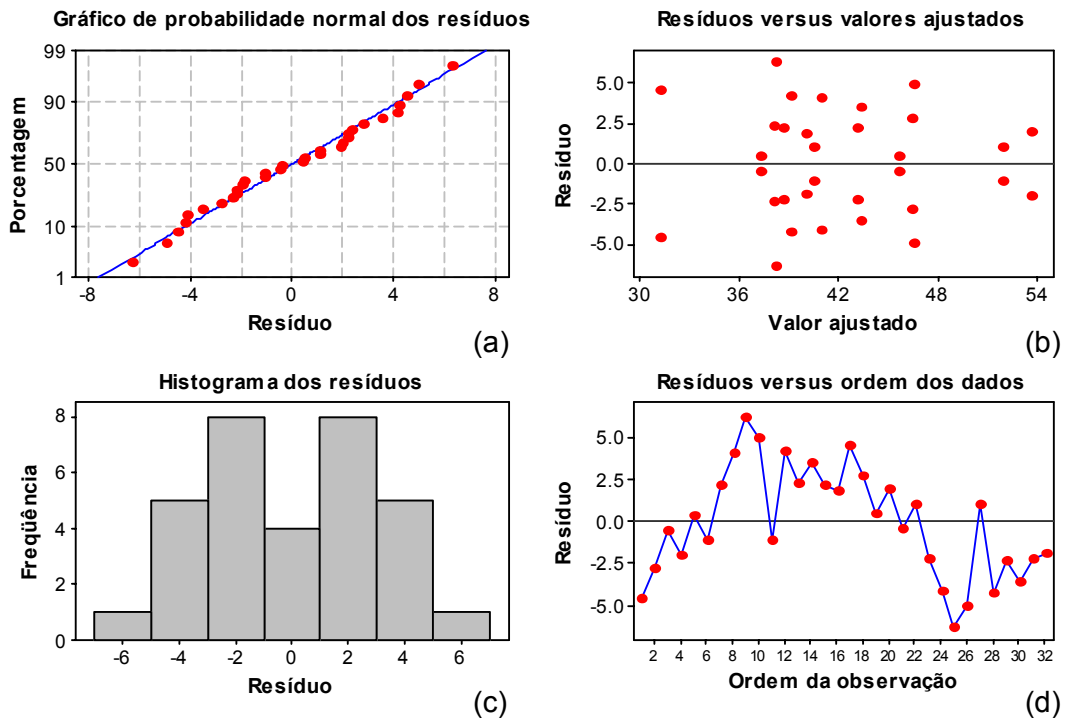 Gráfico de probabilidade normal dos resíduos
99
90
50
10
1
Porcentagem
-8 -4 0 4 8
Resíduo
(a)
Resíduos versus valores ajustados
5.0
2.5
0.0
-2.5
-5.0
Resíduo
30 36 42 48 54
Valor ajustado
(b)
Histograma dos resíduos
8
6
4
2
0
Freqüência
-6 -4 -2 0 2 4 6
Resíduo
(c)
Resíduos versus ordem dos dados
5.0
2.5
0.0
-2.5
-5.0
Resíduo
2 4 6 8 10 12 14 16 18 20 22 24 26 28 30 32
Ordem da observação
(d)